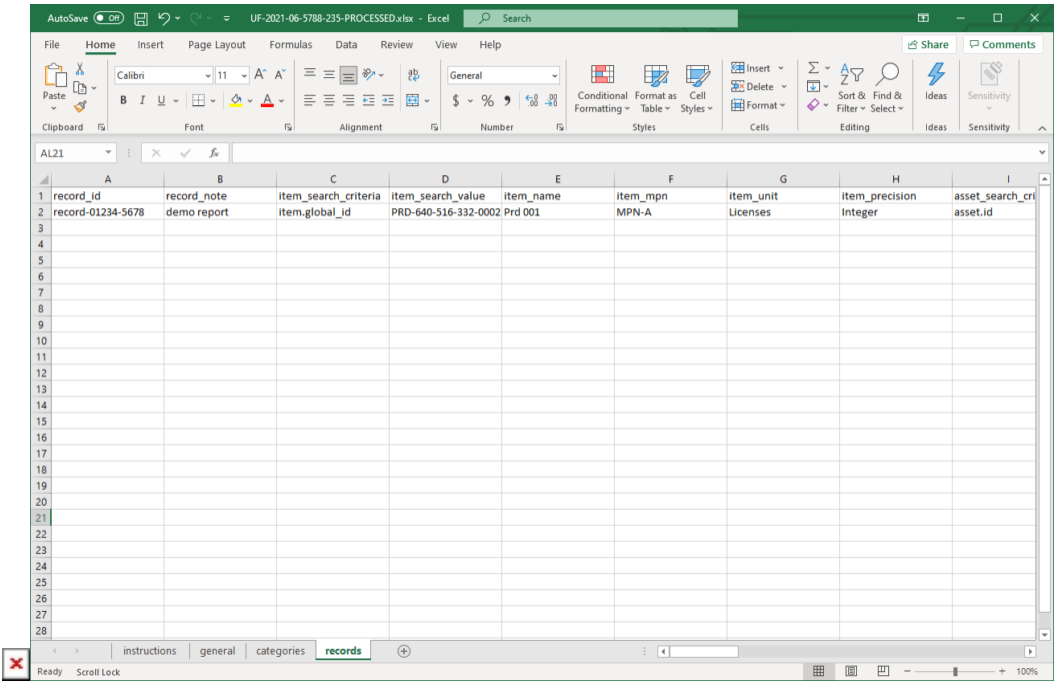 AutoSave Off UF-2021-06-5788-235-PROCESSED.xlsx - Excel Search
File Home Insert Page Layout Formulas Data Review View Help Share Comments
Calibri 11 A^ A˅ ab General Insert Σ
Paste Conditional Format as Cell Delete Sort & Find & Ideas Sensitivity
B I U A $ % 9 Formatting Table Styles Format Filter Select
Clipboard Font Alignment Number Styles Cells Editing Ideas Sensitivity
AL21 fx
A B C D E F G H I
1 record_id record_note item_search_criteria item_search_value item_name item_mpn item_unit item_precision asset_search_cri
2 record-01234-5678 demo report item.global_id PRD-640-516-332-0002 Prd 001 MPN-A Licenses Integer asset.id
3
4
5
6
7
8
9
10
11
12
13
14
15
16
17
18
19
20
21
22
23
24
25
26
27
28
instructions general categories records
Ready Scroll Lock 100%